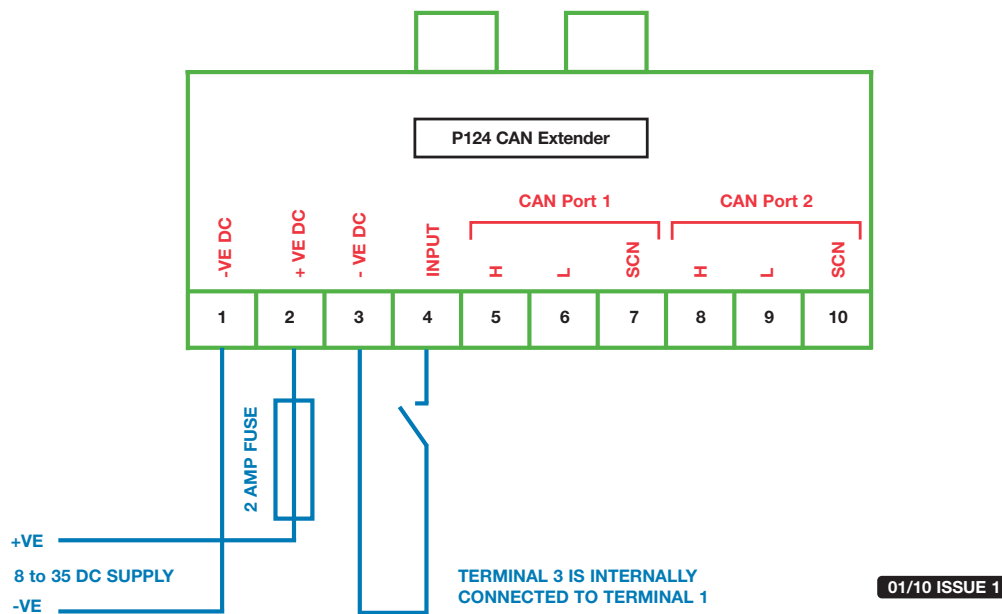 P124 CAN Extender
CAN Port 1
CAN Port 2
-VE DC
+ VE DC
- VE DC
INPUT
H
L
SCN
H
L
SCN
1
2
3
4
5
6
7
8
9
10
2 AMP FUSE
+VE
8 to 35 DC SUPPLY
-VE
TERMINAL 3 IS INTERNALLY
CONNECTED TO TERMINAL 1
01/10 ISSUE 1